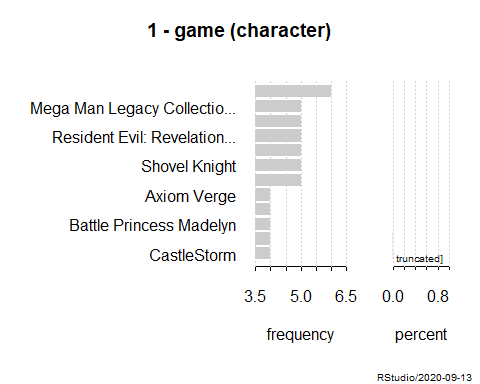 1 - game (character)
Mega Man Legacy Collectio...
Resident Evil: Revelation...
Shovel Knight
Axiom Verge
Battle Princess Madelyn
CastleStorm
truncated]
3.5 5.0 6.5 0.0 0.8
frequency percent
RStudio/2020-09-13